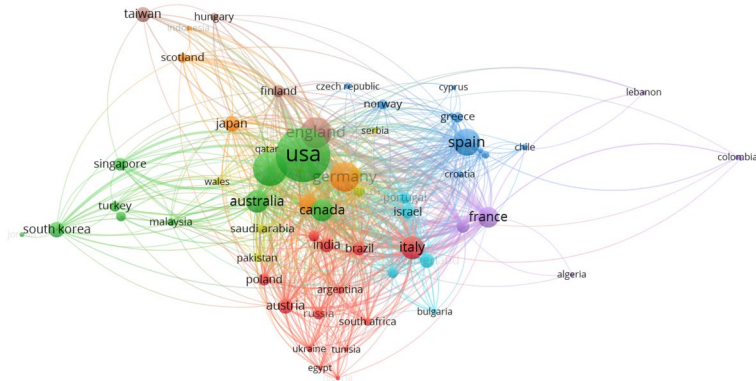 taiwan
hungary
indonesia
scotland
finland
czech republic
cyprus
lebanon
norway
greece
japan
england
serbia
spain
chile
qatar
usa
colombia
singapore
germany
croatia
wales
portugal
turkey
australia
canada
israel
france
malaysia
south korea
saudi arabia
india
brazil
italy
pakistan
poland
algeria
argentina
austria
russia
south africa
bulgaria
ukraine
tunisia
egypt